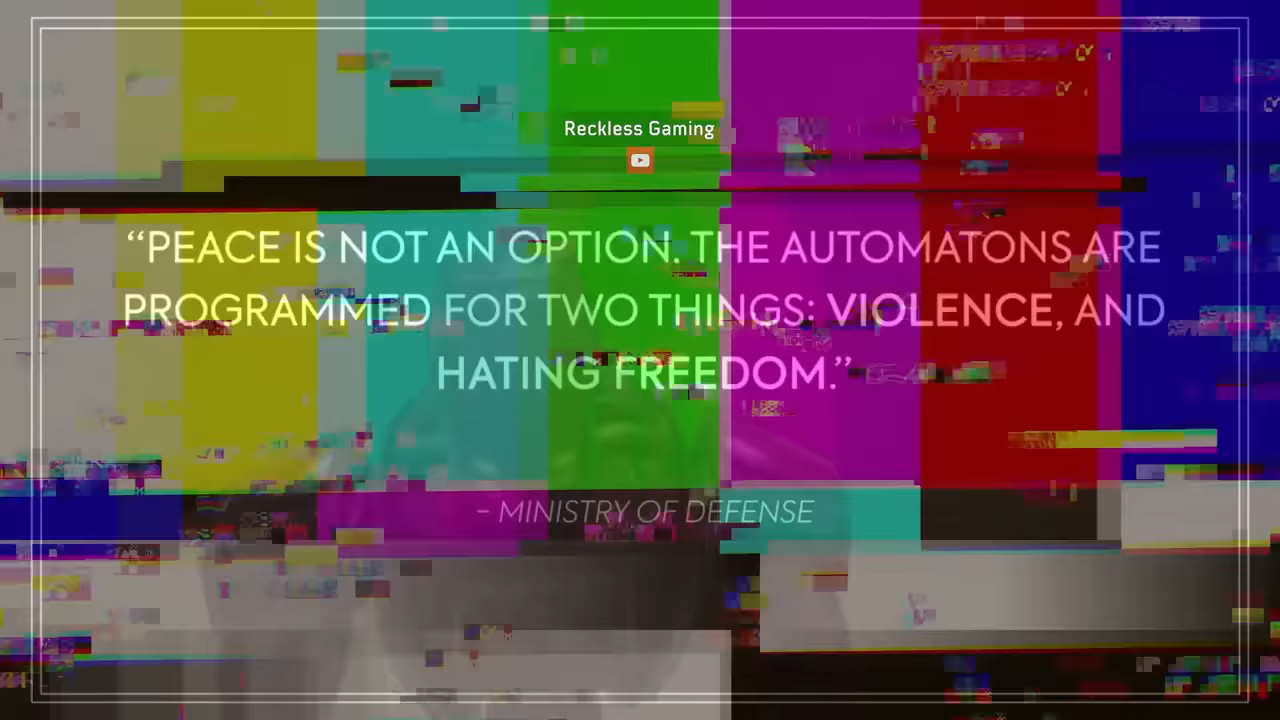 Reckless Gaming
“PEACE IS NOT AN OPTION. THE AUTOMATONS ARE
PROGRAMMED FOR TWO THINGS: VIOLENCE, AND
HATING FREEDOM.”
- MINISTRY OF DEFENSE